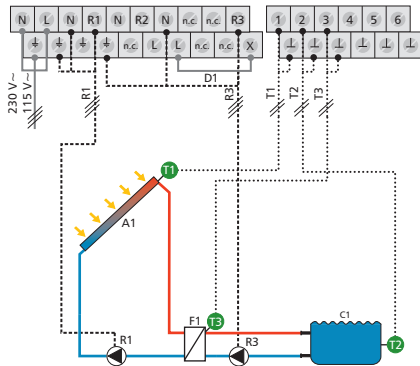 N L N R1 N R2 N n.c. n.c. R3 1 2 3 4 5 6
n.c. L L n.c. n.c. X
D1
230 V~
115 V~
R1
R3
T1
T2
T3
T1
A1
F1
T3
C1
R1
R3
T2